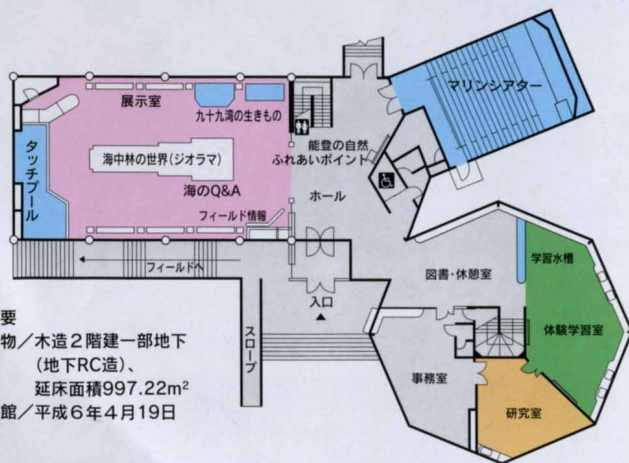 マリンシアター
展示室
九十九湾の生きもの
能登の自然
ふれあいポイント
タッチプール
海中林の世界(ジオラマ)
海のQ&A
ホール
フィールド情報
学習水槽
フィールドへ
図書・休憩室
入口
体験学習室
スロープ
事務室
研究室
要
物/木造2階建一部地下
(地下RC造)、
延床面積997.22m²
館/平成6年4月19日